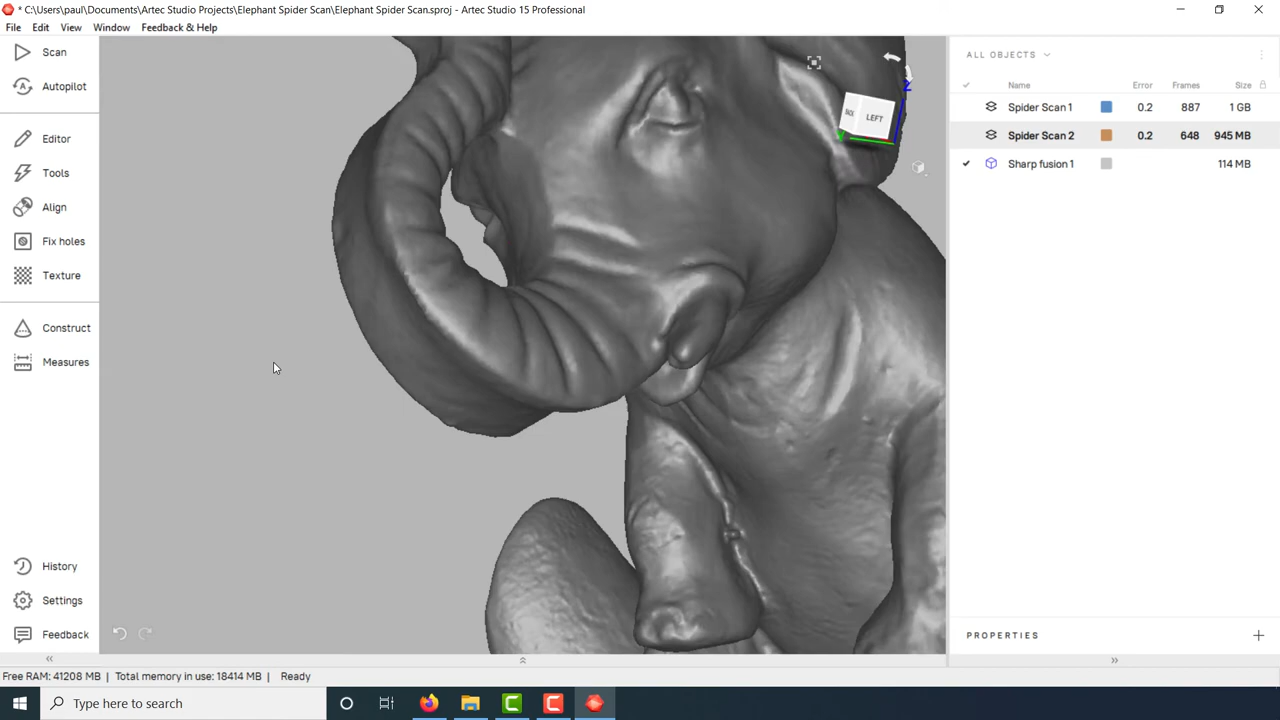 * C:\Users\paul\Documents\Artec Studio Projects\Elephant Spider Scan\Elephant Spider Scan.sproj - Artec Studio 15 Professional
File Edit View Window Feedback & Help
Scan
Autopilot
Editor
Tools
Align
Fix holes
Texture
Construct
Measures
History
Settings
Feedback
Z
BACK LEFT
Y
ALL OBJECTS
Name Error Frames Size
Spider Scan 1 0.2 887 1 GB
Spider Scan 2 0.2 648 945 MB
Sharp fusion 1 114 MB
PROPERTIES
Free RAM: 41208 MB | Total memory in use: 18414 MB | Ready
Type here to search